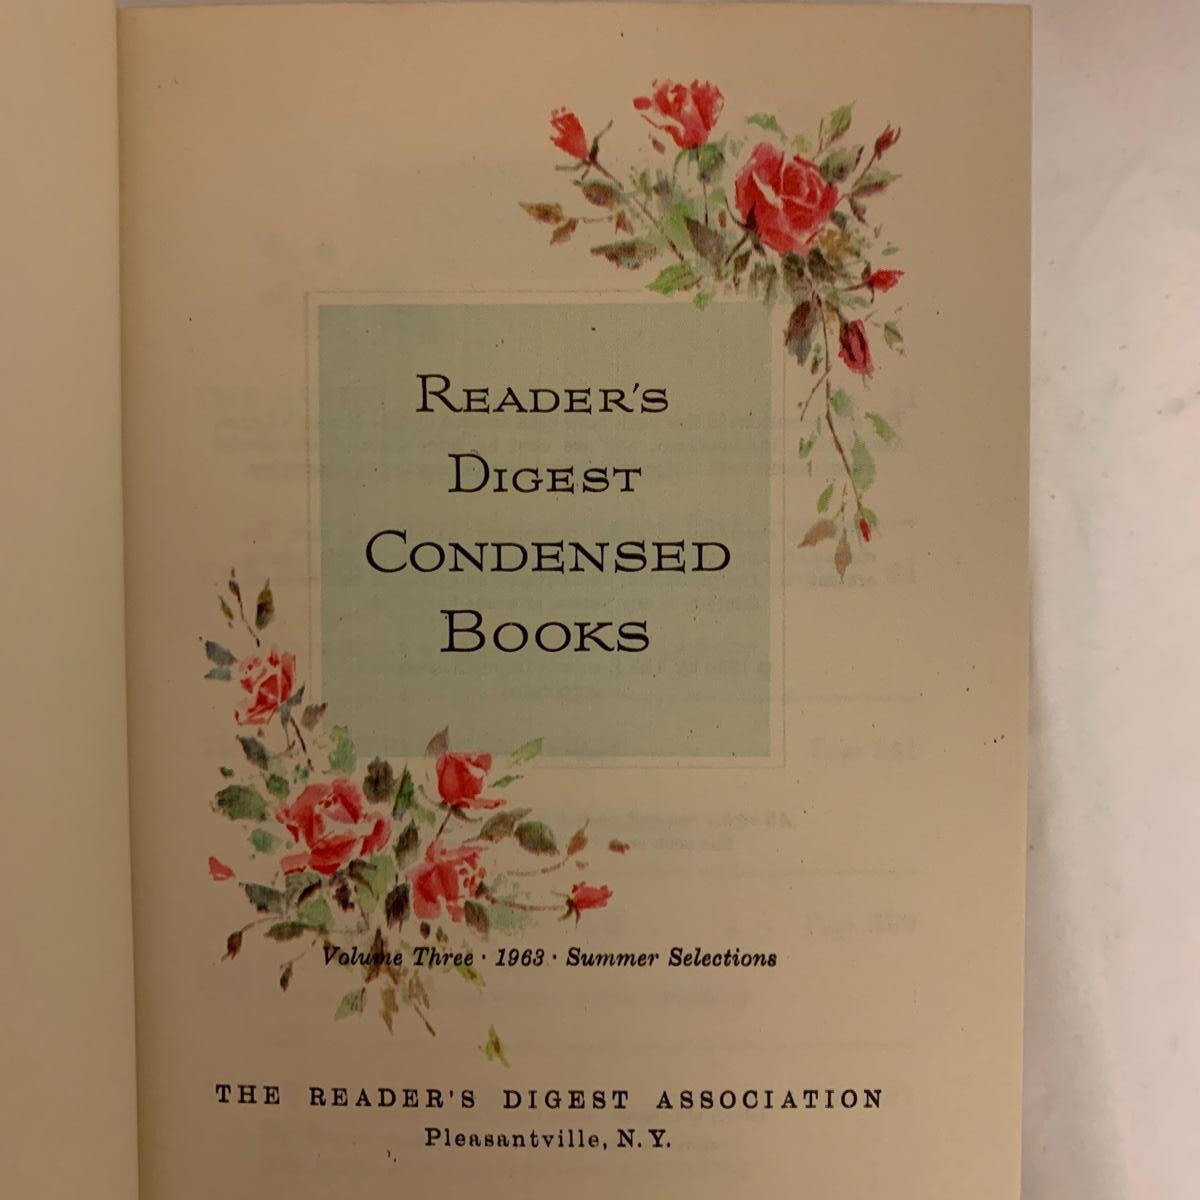 READER'S
DIGEST
CONDENSED
BOOKS
Volume Three · 1963 · Summer Selections
THE READER'S DIGEST ASSOCIATION
Pleasantville, N.Y.